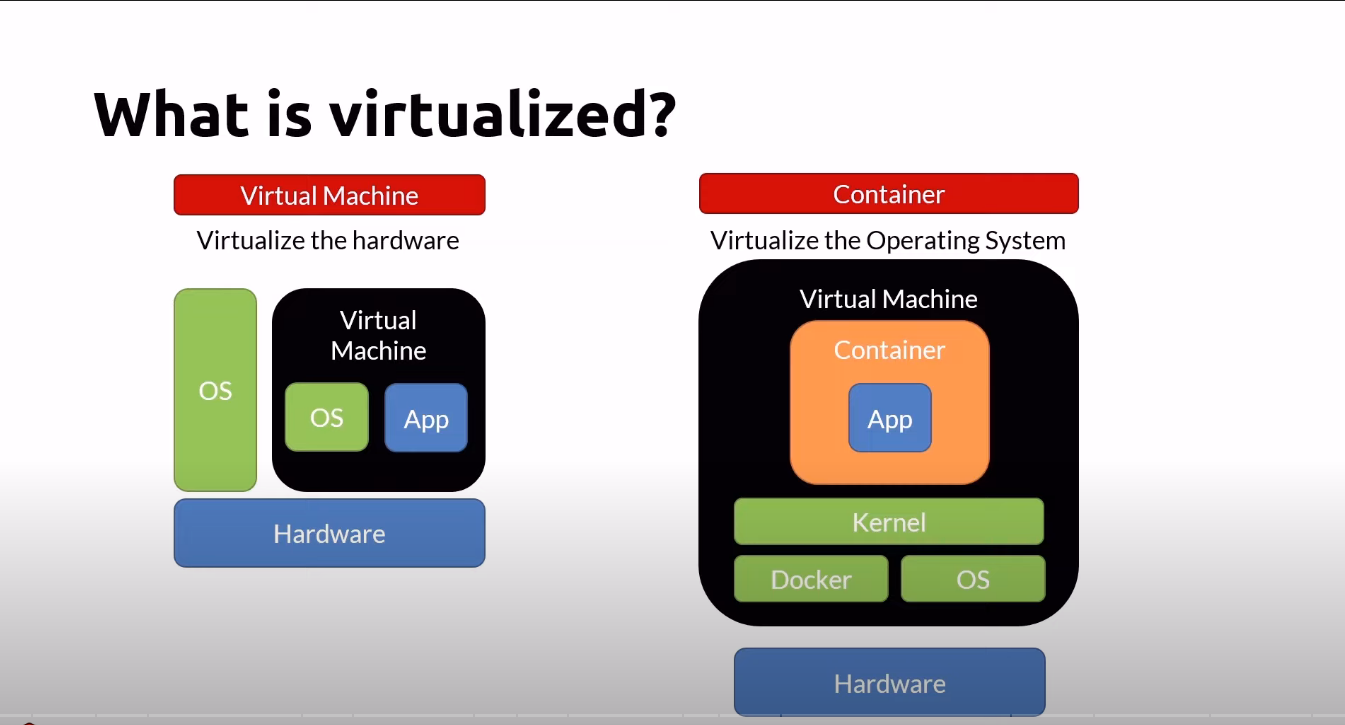 What is virtualized?
Virtual Machine
Virtualize the hardware
OS
Virtual
Machine
OS
App
Hardware
Container
Virtualize the Operating System
Virtual Machine
Container
App
Kernel
Docker
OS
Hardware